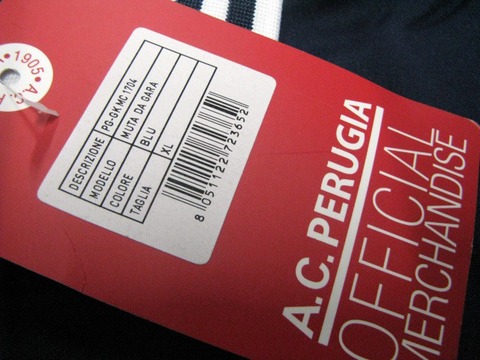 1905
A.C.
DESCRIZIONE PG-GK MC 1704
MODELLO MUTA DA GARA
COLORE BLU
TAGLIA XL
8 051122 723652
A.C. PERUGIA
OFFICIAL
MERCHANDISE